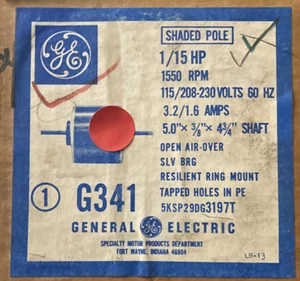 GE
SHADED POLE
1/15 HP
1550 RPM
115/208-230 VOLTS 60 HZ
3.2/1.6 AMPS
5.0"x 3/8"x 4 3/4" SHAFT
OPEN AIR-OVER
SLV BRG
RESILIENT RING MOUNT
TAPPED HOLES IN PE
5KSP29DG3197T
1 G341
GENERAL GE ELECTRIC
SPECIALTY MOTOR PRODUCTS DEPARTMENT
FORT WAYNE, INDIANA 46804
LB-13